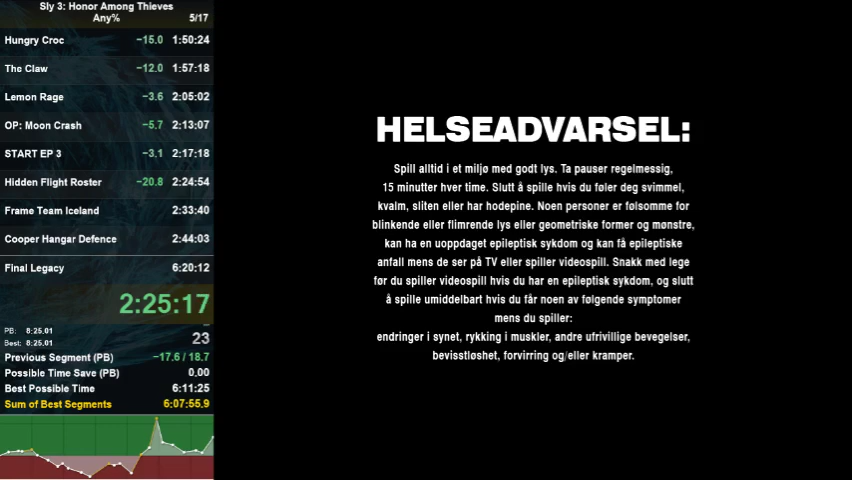 Sly 3: Honor Among Thieves
Any% 5/17
Hungry Croc −15.0 1:50:24
The Claw −12.0 1:57:18
Lemon Rage −3.6 2:05:02
OP: Moon Crash −5.7 2:13:07
START EP 3 −3.1 2:17:18
Hidden Flight Roster −20.8 2:24:54
Frame Team Iceland 2:33:40
Cooper Hangar Defence 2:44:03
Final Legacy 6:20:12
2:25:17
PB: 8:25.01
Best: 8:25.01
23
Previous Segment (PB) −17.6 / 18.7
Possible Time Save (PB) 0.00
Best Possible Time 6:11:25
Sum of Best Segments 6:07:55.9
HELSEADVARSEL:
Spill alltid i et miljø med godt lys. Ta pauser regelmessig,
15 minutter hver time. Slutt å spille hvis du føler deg svimmel,
kvalm, sliten eller har hodepine. Noen personer er følsomme for
blinkende eller flimrende lys eller geometriske former og mønstre,
kan ha en uoppdaget epileptisk sykdom og kan få epileptiske
anfall mens de ser på TV eller spiller videospill. Snakk med lege
før du spiller videospill hvis du har en epileptisk sykdom, og slutt
å spille umiddelbart hvis du får noen av følgende symptomer
mens du spiller:
endringer i synet, rykking i muskler, andre ufrivillige bevegelser,
bevisstløshet, forvirring og/eller kramper.